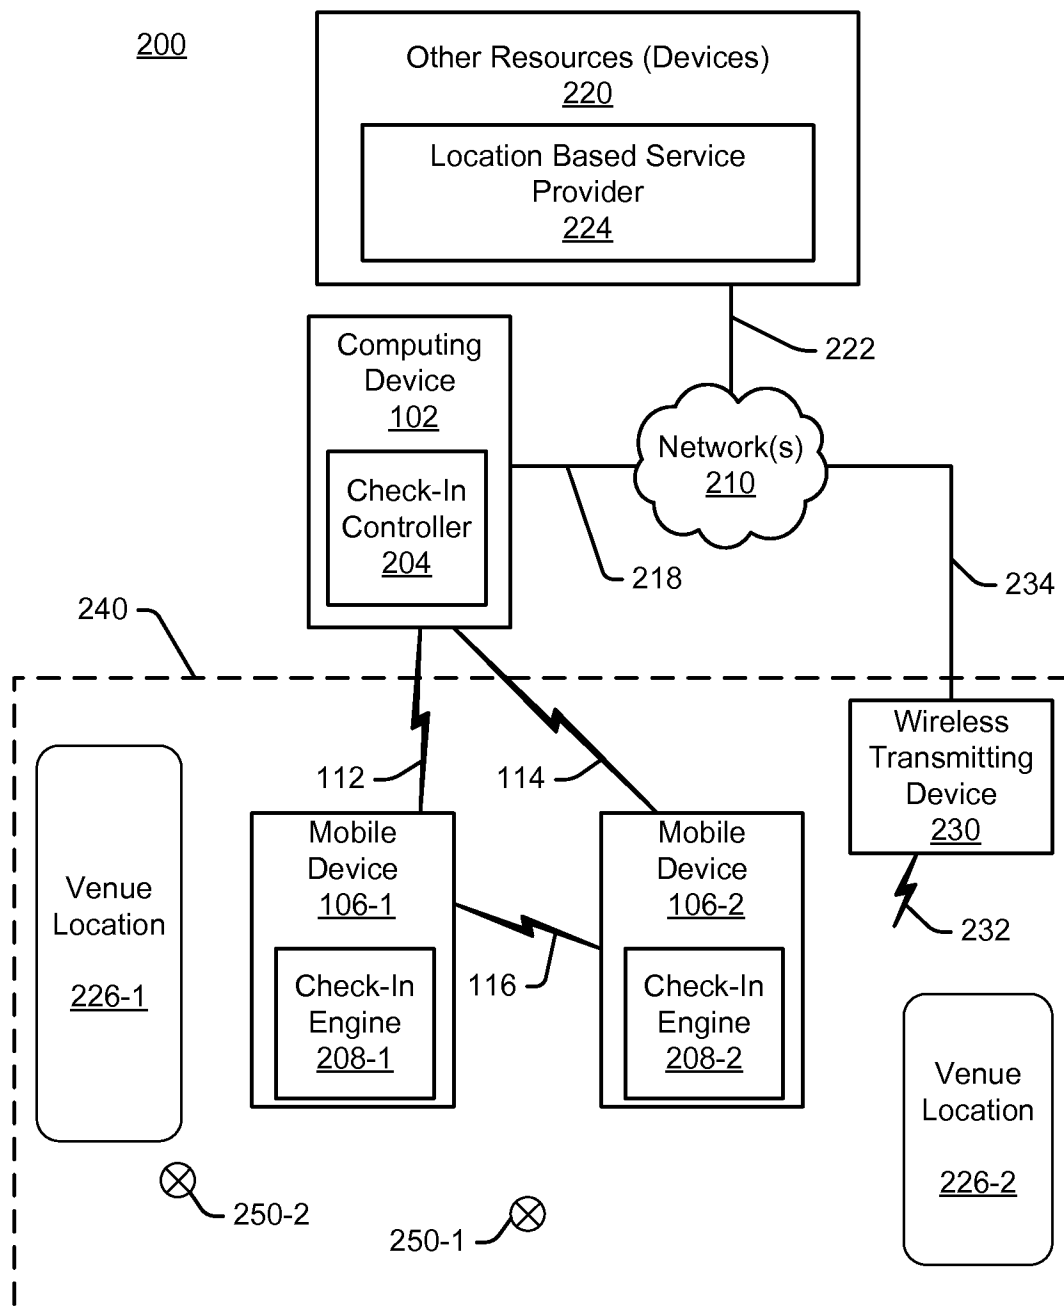 200
Other Resources (Devices)
220
Location Based Service
Provider
224
222
Computing
Device
102
Check-In
Controller
204
Network(s)
210
218
234
240
112
114
Wireless
Transmitting
Device
230
232
Venue
Location
226-1
Mobile
Device
106-1
Check-In
Engine
208-1
116
Mobile
Device
106-2
Check-In
Engine
208-2
Venue
Location
226-2
250-2
250-1